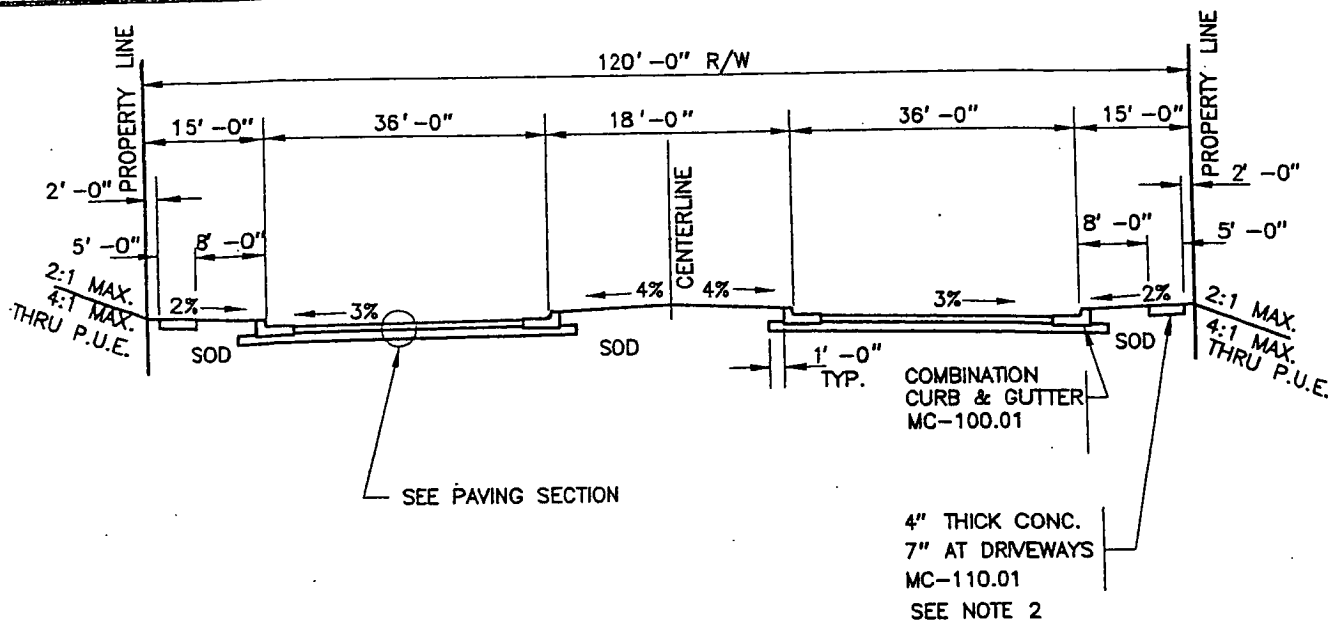 PROPERTY LINE
120'-0" R/W
PROPERTY LINE
15'-0"
36'-0"
18'-0"
36'-0"
15'-0"
2'-0"
2'-0"
5'-0"
8'-0"
CENTERLINE
8'-0"
5'-0"
2:1 MAX.
4:1 MAX.
THRU P.U.E.
2%
3%
4%
4%
3%
2%
2:1 MAX.
4:1 MAX.
THRU P.U.E.
SOD
SOD
SOD
1'-0"
TYP.
COMBINATION
CURB & GUTTER
MC-100.01
SEE PAVING SECTION
4" THICK CONC.
7" AT DRIVEWAYS
MC-110.01
SEE NOTE 2